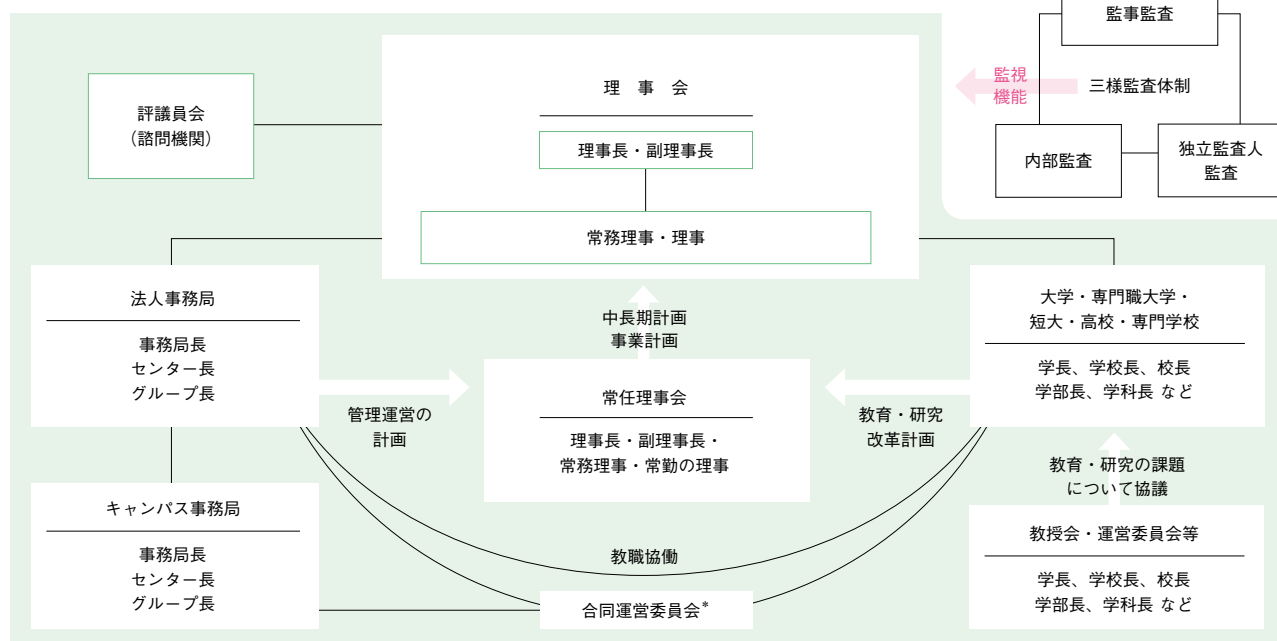 監事監査
監視
機能
三様監査体制
内部監査
独立監査人
監査
評議員会
（諮問機関）
理 事 会
理事長・副理事長
常務理事・理事
法人事務局
事務局長
センター長
グループ長
中長期計画
事業計画
大学・専門職大学・
短大・高校・専門学校
学長、学校長、校長
学部長、学科長 など
管理運営の
計画
常任理事会
理事長・副理事長・
常務理事・常勤の理事
教育・研究
改革計画
教育・研究の課題
について協議
キャンパス事務局
事務局長
センター長
グループ長
教授会・運営委員会等
学長、学校長、校長
学部長、学科長 など
教職協働
合同運営委員会*